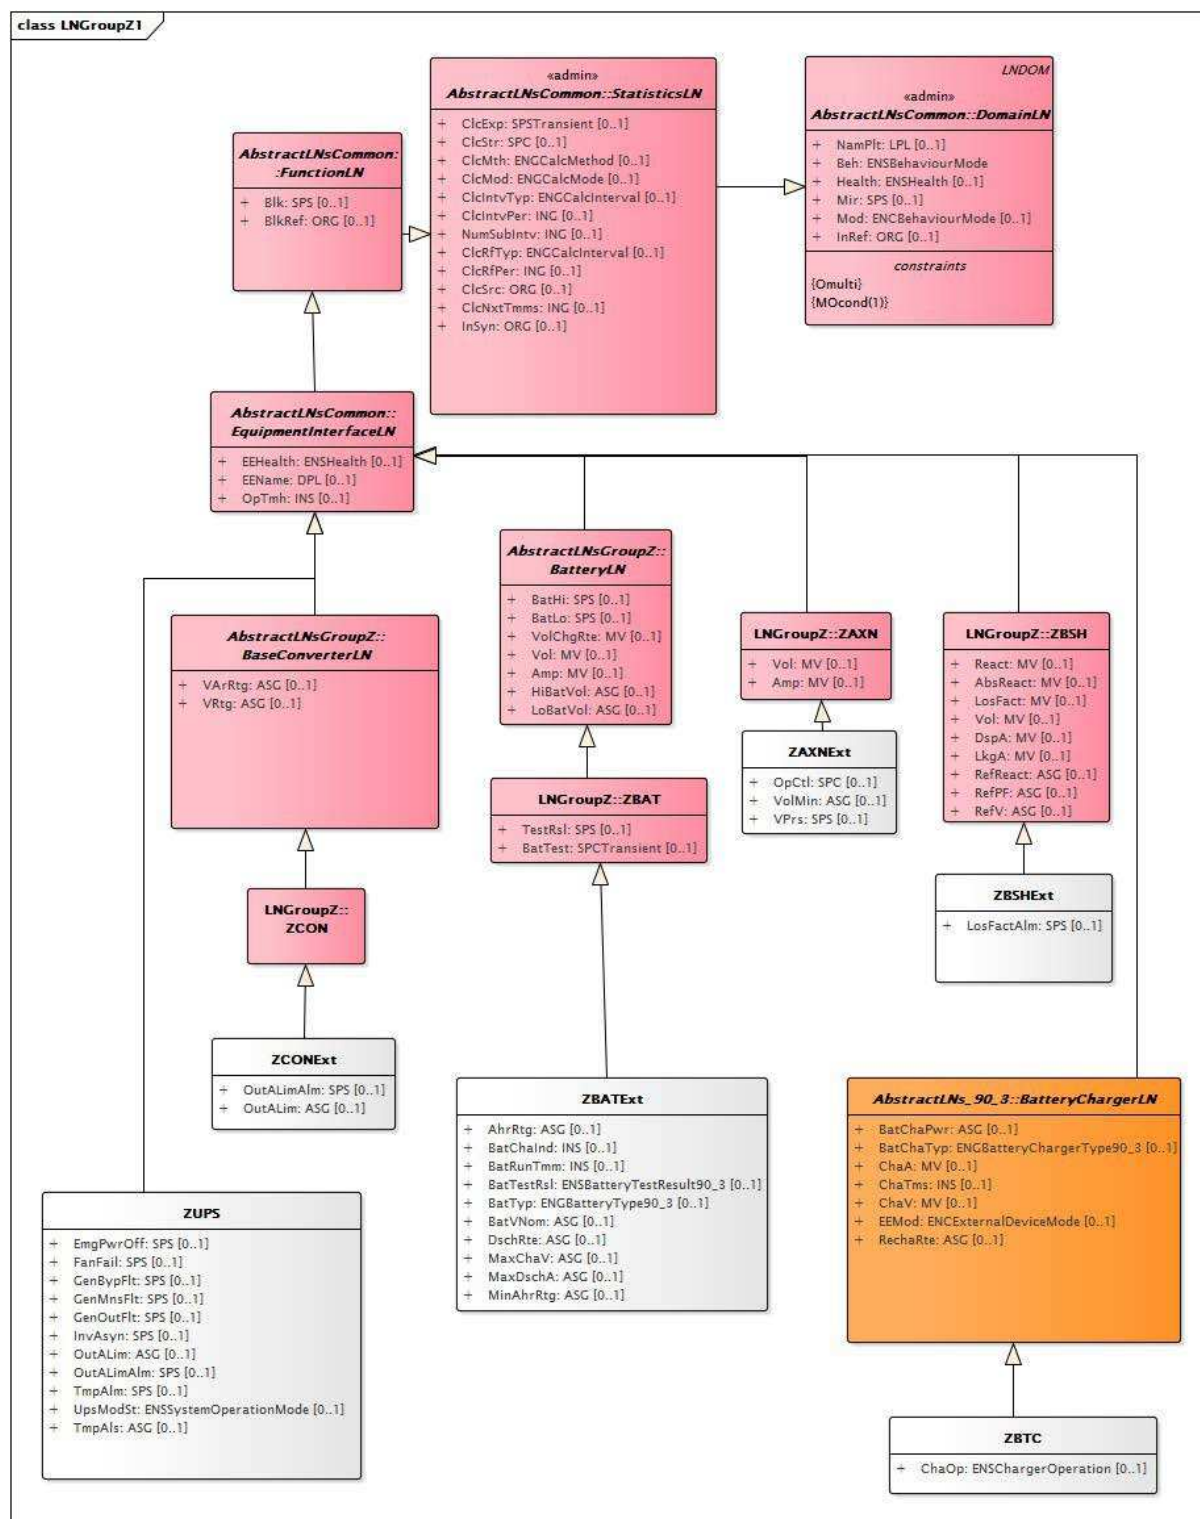 class LNGroupZ1
«admin»
AbstractLNsCommon::StatisticsLN
+ ClcExp: SPSTransient [0..1]
+ ClcStr: SPC [0..1]
+ ClcMth: ENGCalcMethod [0..1]
+ ClcMod: ENGCalcMode [0..1]
+ ClcIntvTyp: ENGCalcInterval [0..1]
+ ClcIntvPer: ING [0..1]
+ NumSubIntv: ING [0..1]
+ ClcRfTyp: ENGCalcInterval [0..1]
+ ClcRfPer: ING [0..1]
+ ClcSrc: ORG [0..1]
+ ClcNxtTmms: ING [0..1]
+ InSyn: ORG [0..1]
LNDOM
«admin»
AbstractLNsCommon::DomainLN
+ NamPlt: LPL [0..1]
+ Beh: ENSBehaviourMode
+ Health: ENSHealth [0..1]
+ Mir: SPS [0..1]
+ Mod: ENCBehaviourMode [0..1]
+ InRef: ORG [0..1]
constraints
{Omulti}
{MOcond(1)}
AbstractLNsCommon:
:FunctionLN
+ Blk: SPS [0..1]
+ BlkRef: ORG [0..1]
AbstractLNsCommon::
EquipmentInterfaceLN
+ EEHealth: ENSHealth [0..1]
+ EEName: DPL [0..1]
+ OpTmh: INS [0..1]
AbstractLNsGroupZ::
BaseConverterLN
+ VArRtg: ASG [0..1]
+ VRtg: ASG [0..1]
AbstractLNsGroupZ::
BatteryLN
+ BatHi: SPS [0..1]
+ BatLo: SPS [0..1]
+ VolChgRte: MV [0..1]
+ Vol: MV [0..1]
+ Amp: MV [0..1]
+ HiBatVol: ASG [0..1]
+ LoBatVol: ASG [0..1]
LNGroupZ::ZAXN
+ Vol: MV [0..1]
+ Amp: MV [0..1]
LNGroupZ::ZBSH
+ React: MV [0..1]
+ AbsReact: MV [0..1]
+ LosFact: MV [0..1]
+ Vol: MV [0..1]
+ DspA: MV [0..1]
+ LkgA: MV [0..1]
+ RefReact: ASG [0..1]
+ RefPF: ASG [0..1]
+ RefV: ASG [0..1]
ZAXNExt
+ OpCtl: SPC [0..1]
+ VolMin: ASG [0..1]
+ VPrs: SPS [0..1]
LNGroupZ::ZBAT
+ TestRsl: SPS [0..1]
+ BatTest: SPCTransient [0..1]
LNGroupZ::
ZCON
ZBSHExt
+ LosFactAlm: SPS [0..1]
ZCONExt
+ OutALimAlm: SPS [0..1]
+ OutALim: ASG [0..1]
ZBATExt
+ AhrRtg: ASG [0..1]
+ BatChaInd: INS [0..1]
+ BatRunTmm: INS [0..1]
+ BatTestRsl: ENSBatteryTestResult90_3 [0..1]
+ BatTyp: ENGBatteryType90_3 [0..1]
+ BatVNom: ASG [0..1]
+ DschRte: ASG [0..1]
+ MaxChaV: ASG [0..1]
+ MaxDschA: ASG [0..1]
+ MinAhrRtg: ASG [0..1]
AbstractLNs_90_3::BatteryChargerLN
+ BatChaPwr: ASG [0..1]
+ BatChaTyp: ENGBatteryChargerType90_3 [0..1]
+ ChaA: MV [0..1]
+ ChaTms: INS [0..1]
+ ChaV: MV [0..1]
+ EEMod: ENCExternalDeviceMode [0..1]
+ RechaRte: ASG [0..1]
ZUPS
+ EmgPwrOff: SPS [0..1]
+ FanFail: SPS [0..1]
+ GenBypFlt: SPS [0..1]
+ GenMnsFlt: SPS [0..1]
+ GenOutFlt: SPS [0..1]
+ InvAsyn: SPS [0..1]
+ OutALim: ASG [0..1]
+ OutALimAlm: SPS [0..1]
+ TmpAlm: SPS [0..1]
+ UpsModSt: ENSSystemOperationMode [0..1]
+ TmpAls: ASG [0..1]
ZBTC
+ ChaOp: ENSChargerOperation [0..1]